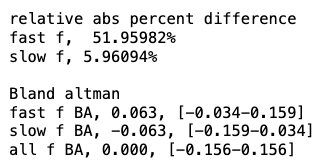 relative abs percent difference
fast f,  51.95982%
slow f, 5.96094%

Bland altman
fast f BA, 0.063, [-0.034-0.159]
slow f BA, -0.063, [-0.159-0.034]
all f BA, 0.000, [-0.156-0.156]